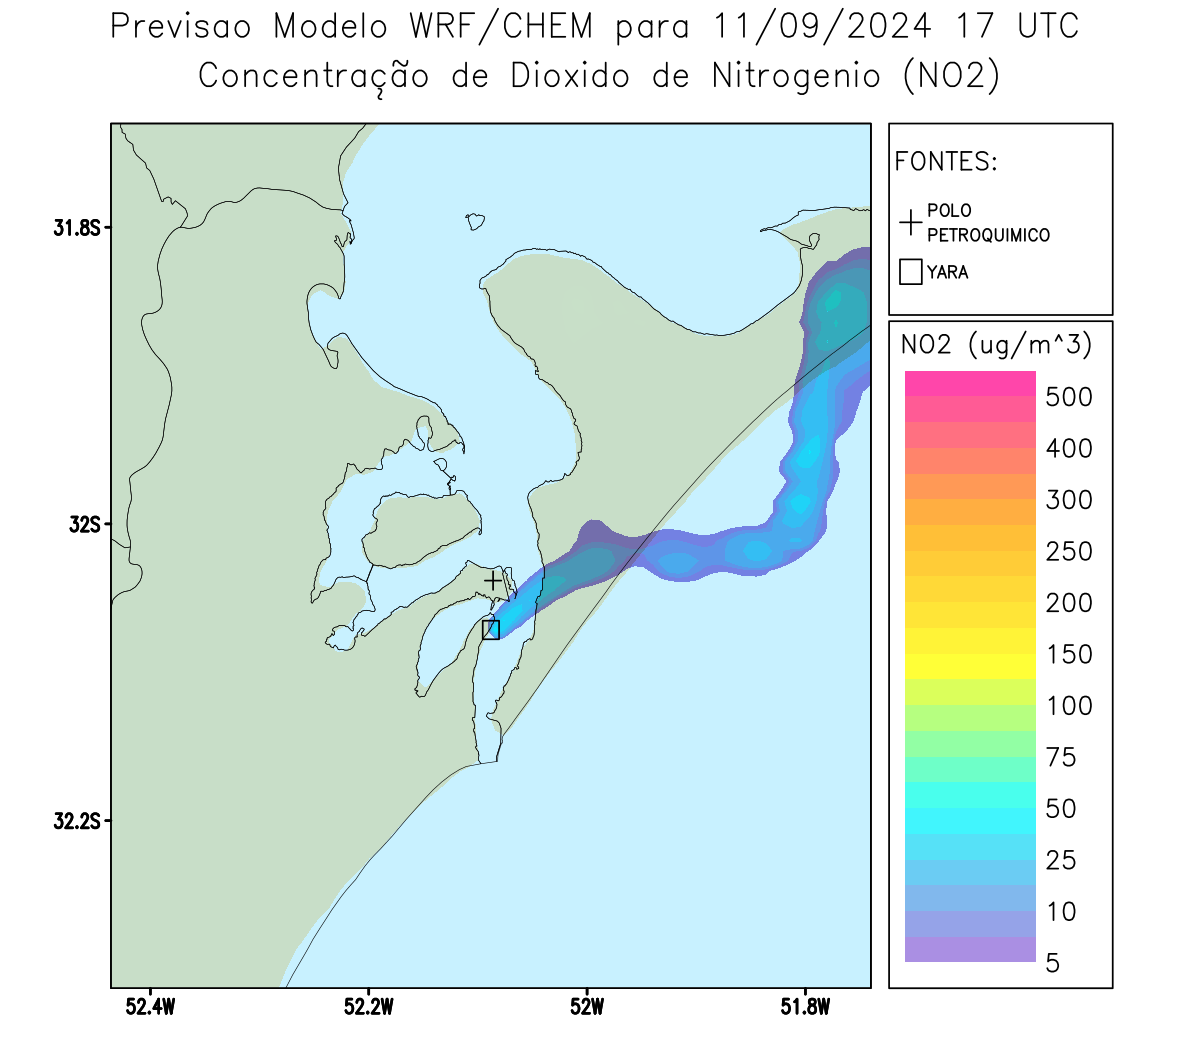 Previsao Modelo WRF/CHEM para 11/09/2024 17 UTC
Concentração de Dioxido de Nitrogenio (NO2)
FONTES:
POLO
PETROQUIMICO
YARA
NO2 (ug/m^3)
500
400
300
250
200
150
100
75
50
25
10
5
31.8S
32S
32.2S
52.4W
52.2W
52W
51.8W